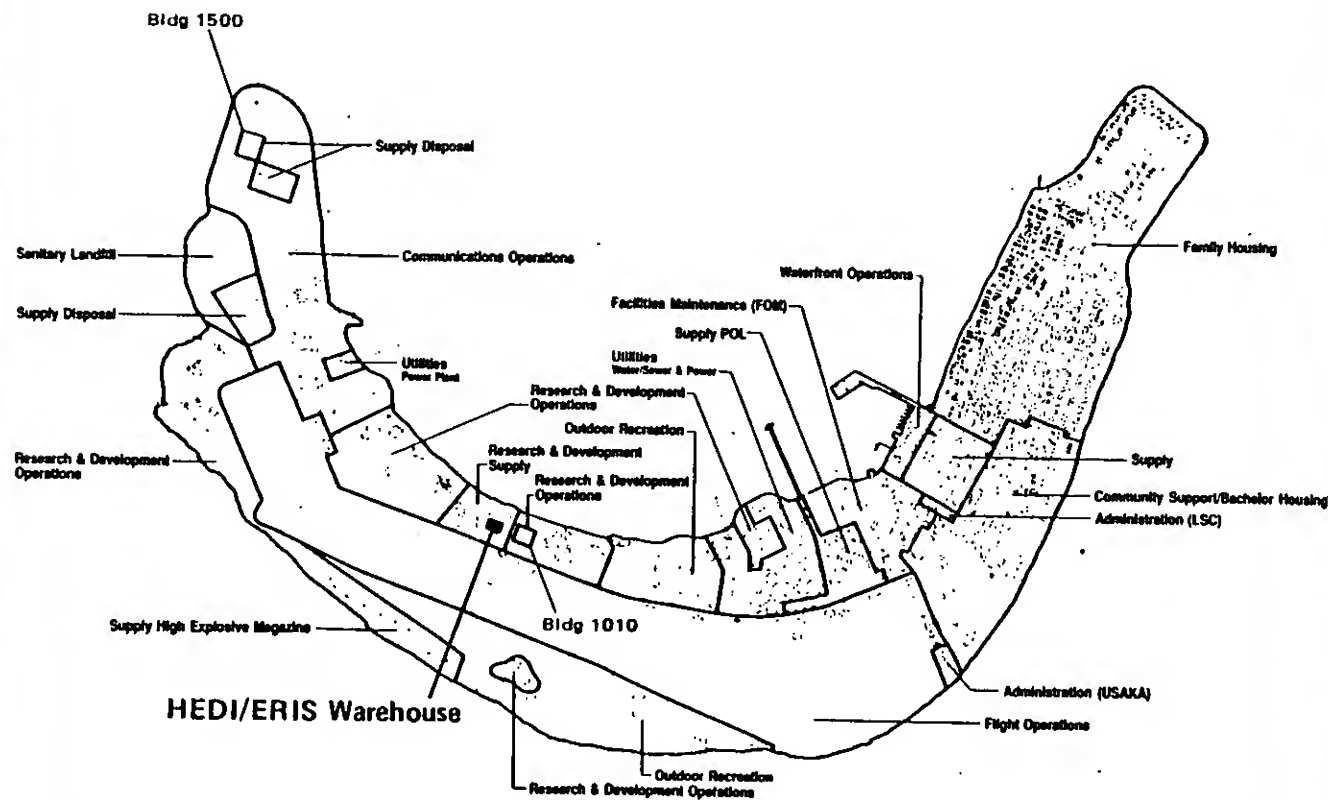 Bldg 1500
Supply Disposal
Sanitary Landfill
Communications Operations
Supply Disposal
Utilities
Power Plant
Research & Development
Operations
Family Housing
Waterfront Operations
Facilities Maintenance (FOM)
Supply POL
Utilities
Water/Sewer & Power
Research & Development
Operations
Outdoor Recreation
Research & Development
Supply
Research & Development
Operations
Supply
Community Support/Bachelor Housing
Administration (LSC)
Supply High Explosive Magazine
Bldg 1010
HEDI/ERIS Warehouse
Administration (USAKA)
Flight Operations
Outdoor Recreation
Research & Development Operations